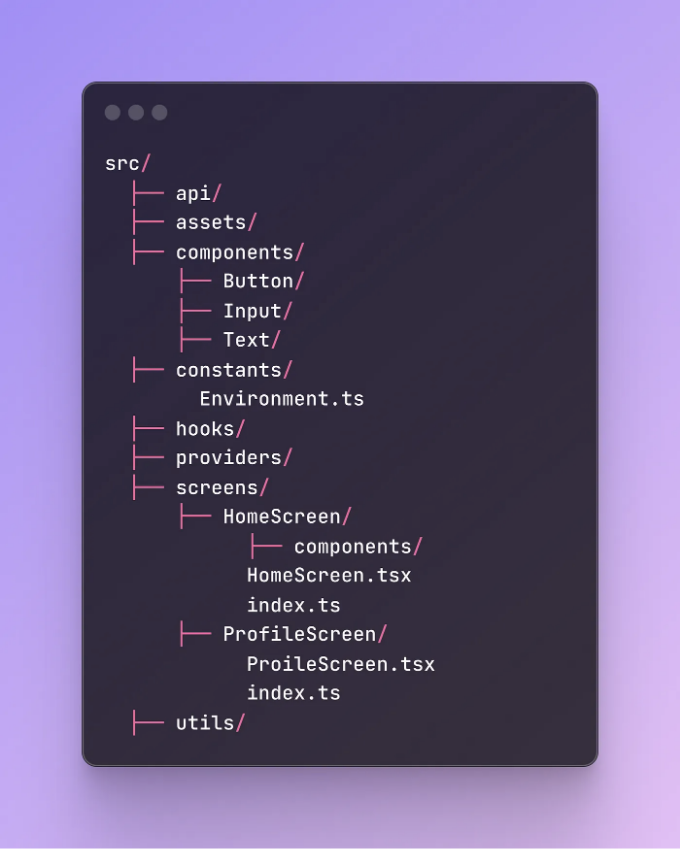 src/
├── api/
├── assets/
├── components/
├── Button/
├── Input/
├── Text/
├── constants/
Environment.ts
├── hooks/
├── providers/
├── screens/
├── HomeScreen/
├── components/
HomeScreen.tsx
index.ts
├── ProfileScreen/
ProileScreen.tsx
index.ts
├── utils/